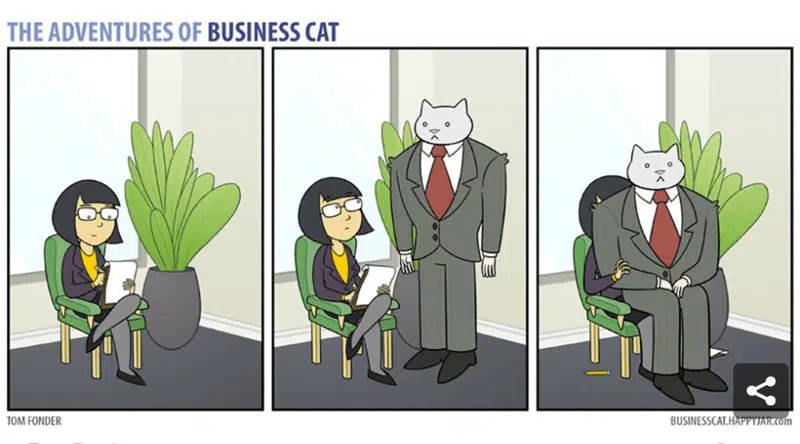 THE ADVENTURES OF BUSINESS CAT
TOM FONDER
BUSINESSCAT.HAPPYJAR.com